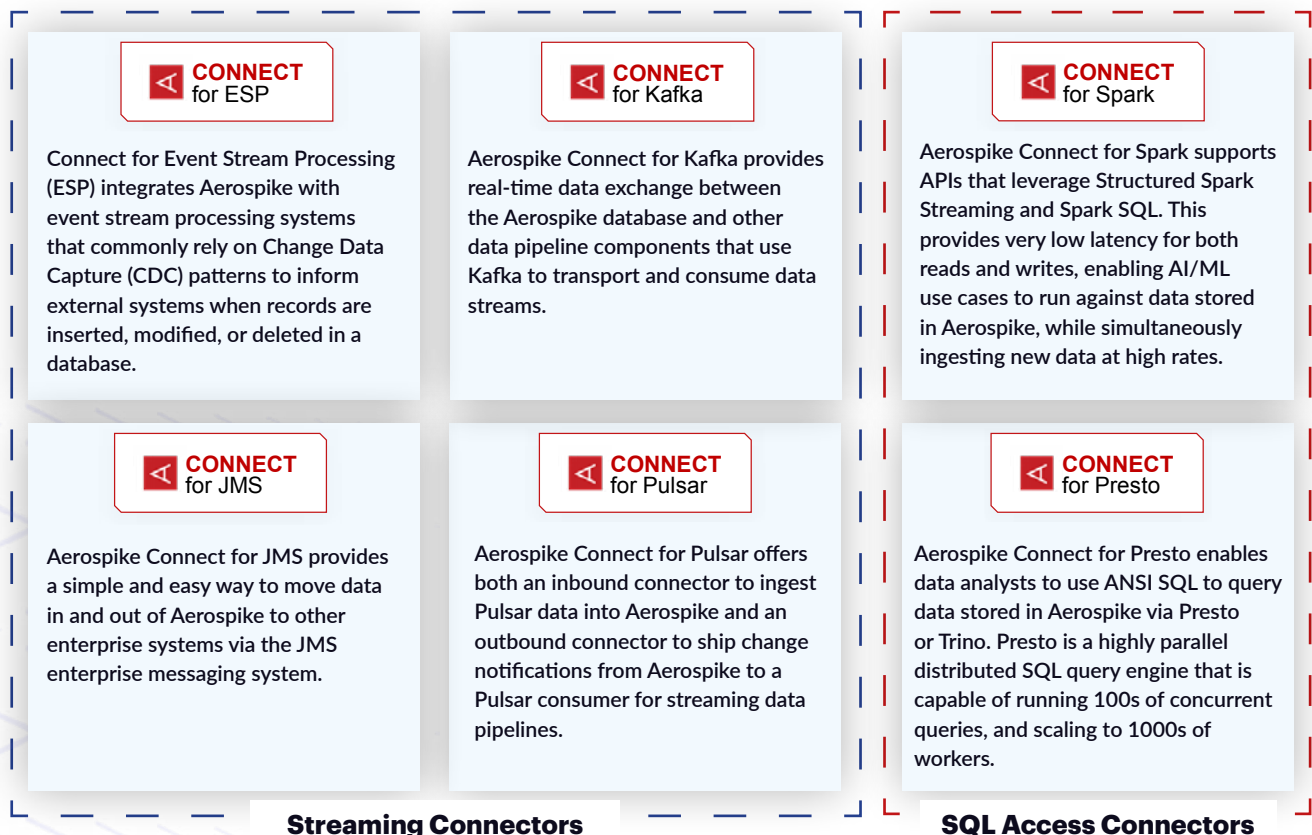 CONNECT
for ESP
Connect for Event Stream Processing
(ESP) integrates Aerospike with
event stream processing systems
that commonly rely on Change Data
Capture (CDC) patterns to inform
external systems when records are
inserted, modified, or deleted in a
database.
CONNECT
for Kafka
Aerospike Connect for Kafka provides
real-time data exchange between
the Aerospike database and other
data pipeline components that use
Kafka to transport and consume data
streams.
CONNECT
for Spark
Aerospike Connect for Spark supports
APIs that leverage Structured Spark
Streaming and Spark SQL. This
provides very low latency for both
reads and writes, enabling AI/ML
use cases to run against data stored
in Aerospike, while simultaneously
ingesting new data at high rates.
CONNECT
for JMS
Aerospike Connect for JMS provides
a simple and easy way to move data
in and out of Aerospike to other
enterprise systems via the JMS
enterprise messaging system.
CONNECT
for Pulsar
Aerospike Connect for Pulsar offers
both an inbound connector to ingest
Pulsar data into Aerospike and an
outbound connector to ship change
notifications from Aerospike to a
Pulsar consumer for streaming data
pipelines.
CONNECT
for Presto
Aerospike Connect for Presto enables
data analysts to use ANSI SQL to query
data stored in Aerospike via Presto
or Trino. Presto is a highly parallel
distributed SQL query engine that is
capable of running 100s of concurrent
queries, and scaling to 1000s of
workers.
Streaming Connectors
SQL Access Connectors